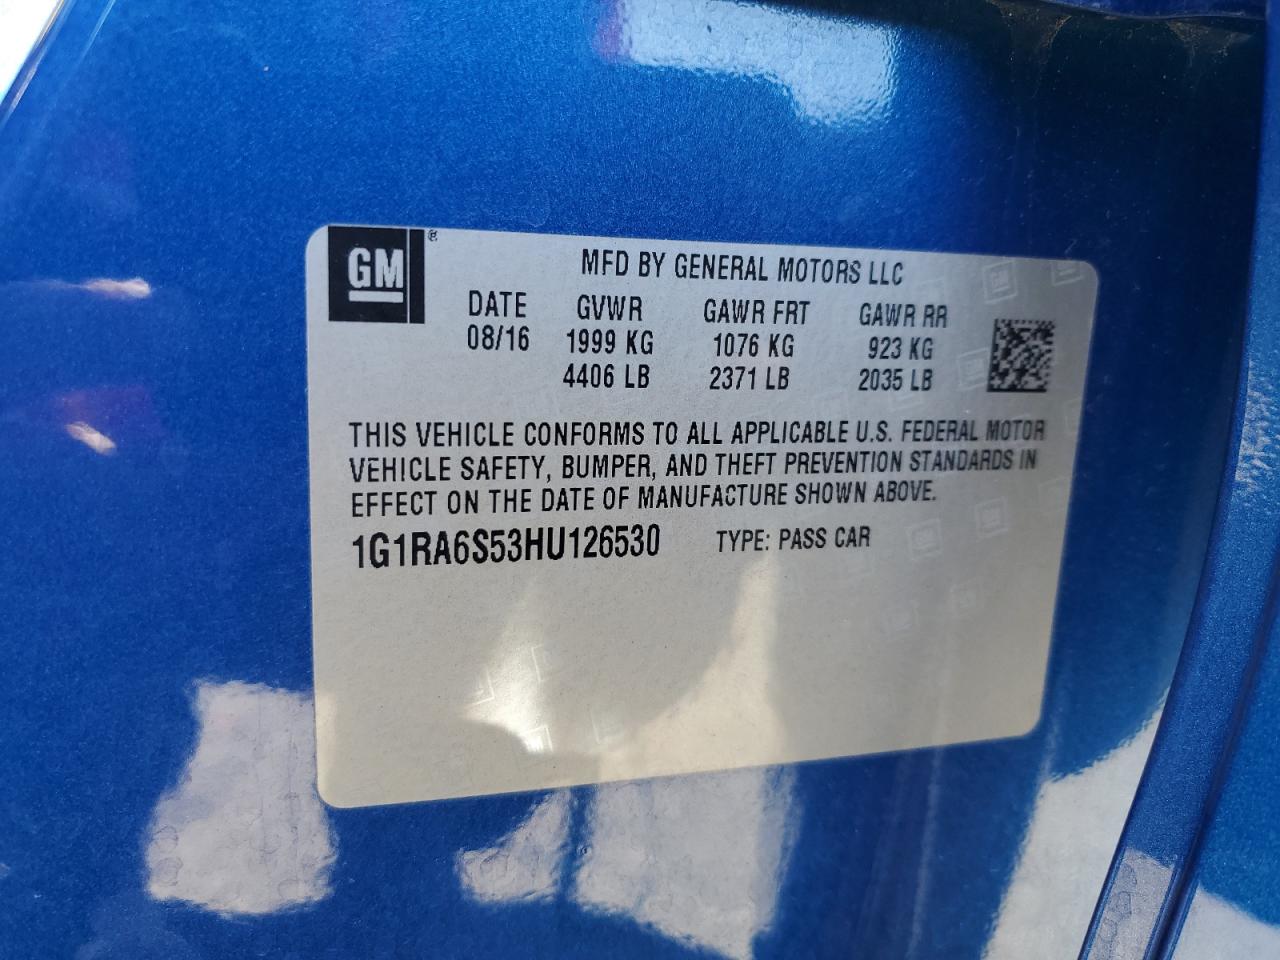 GM®
MFD BY GENERAL MOTORS LLC
DATE GVWR GAWR FRT GAWR RR
08/16 1999 KG 1076 KG 923 KG
4406 LB 2371 LB 2035 LB
THIS VEHICLE CONFORMS TO ALL APPLICABLE U.S. FEDERAL MOTOR
VEHICLE SAFETY, BUMPER, AND THEFT PREVENTION STANDARDS IN
EFFECT ON THE DATE OF MANUFACTURE SHOWN ABOVE.
1G1RA6S53HU126530 TYPE: PASS CAR